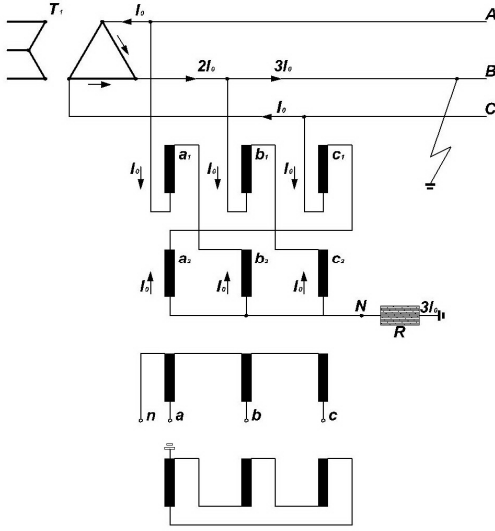 T₁ I₀ A
2I₀ 3I₀ B
I₀ C
a₁ b₁ c₁
I₀ I₀ I₀
a₂ b₂ c₂
I₀ I₀ I₀
N 3I₀
R
n a b c